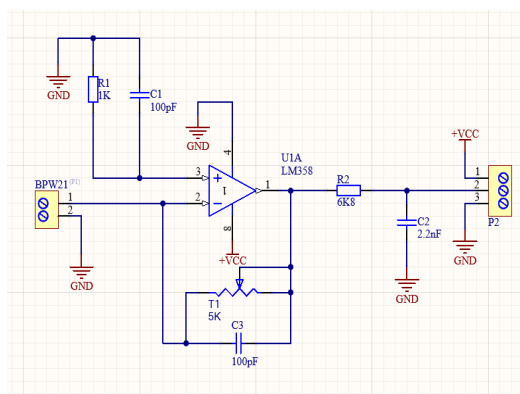 R1
1K
C1
100pF
GND
GND
+VCC
4
U1A
LM358
3
1
2
1
8
+VCC
BPW21
1
2
GND
R2
6K8
C2
2.2nF
GND
1
2
3
P2
GND
T1
5K
C3
100pF